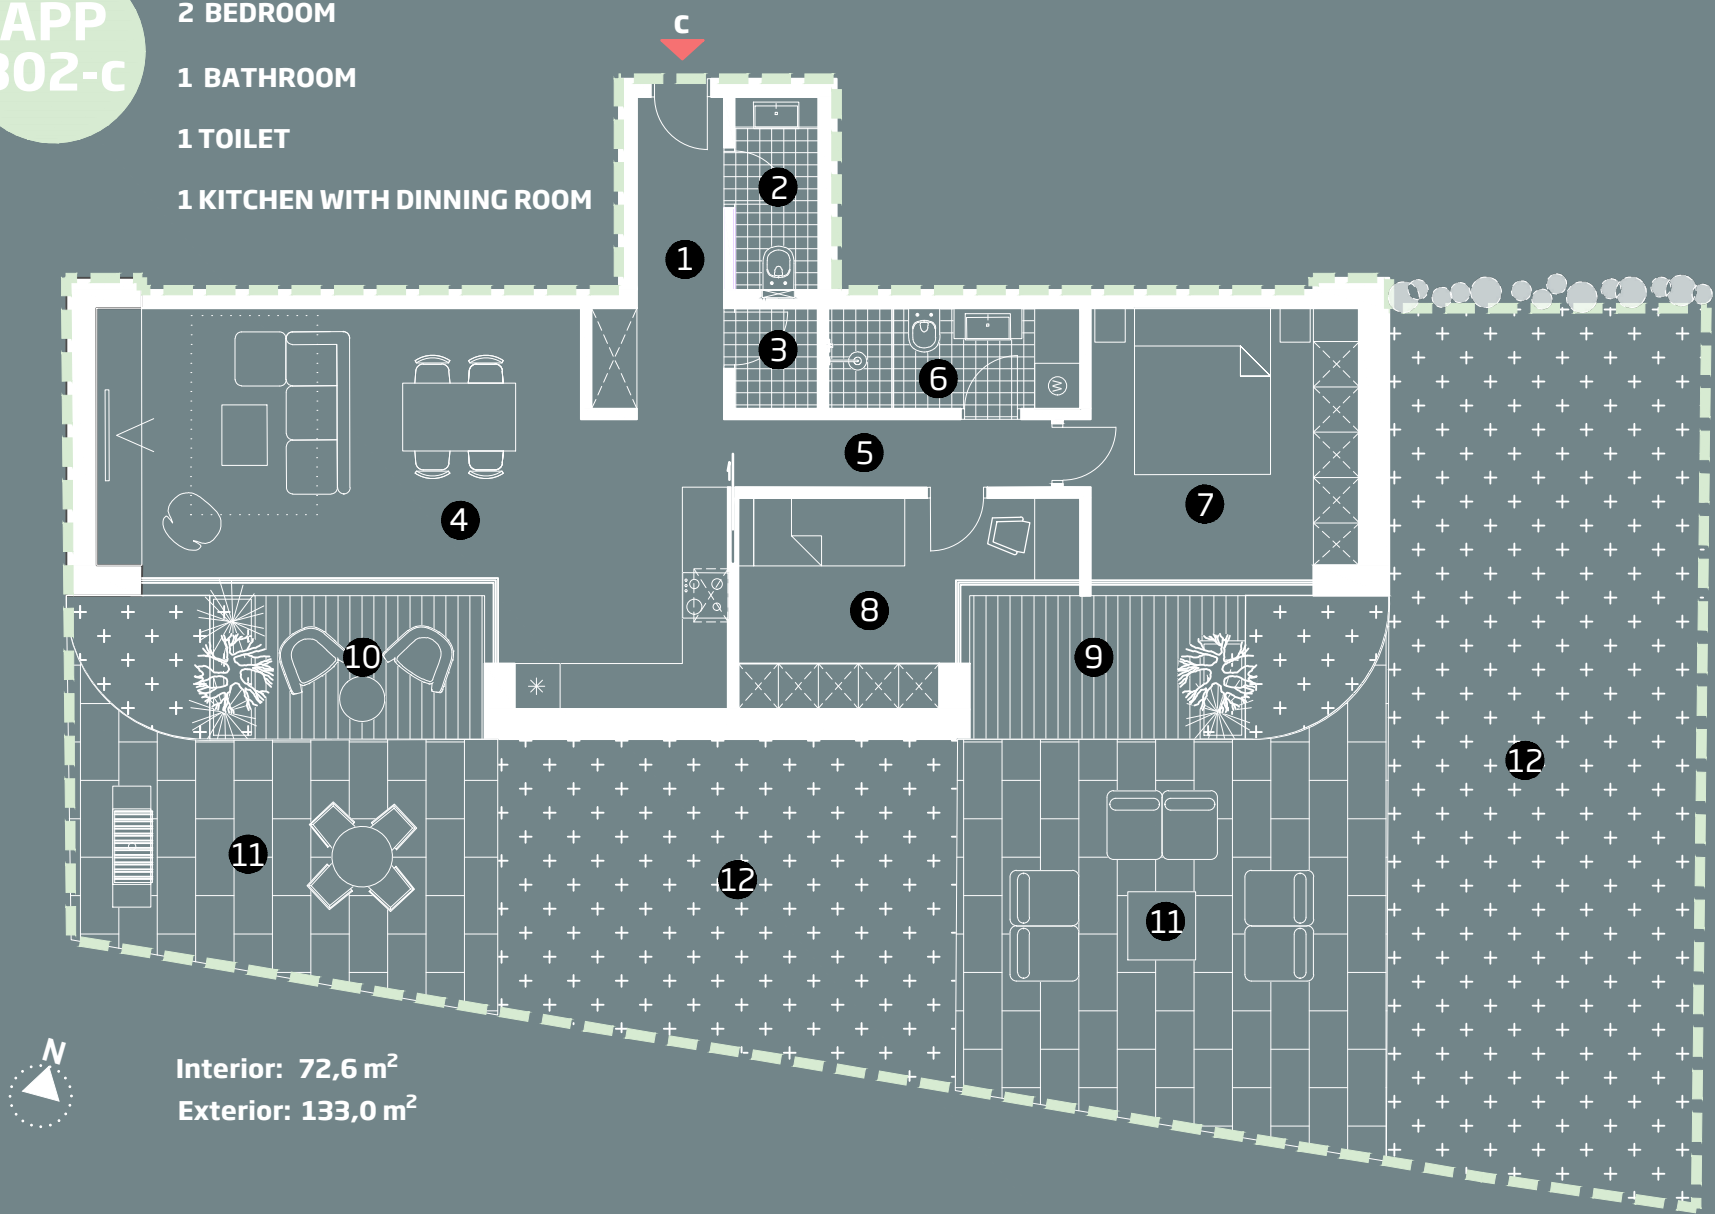 APP
302-c
2 BEDROOM
1 BATHROOM
1 TOILET
1 KITCHEN WITH DINNING ROOM
C
1
2
3
4
5
6
W
7
8
9
10
11
12
11
12
N
Interior: 72,6 m²
Exterior: 133,0 m²